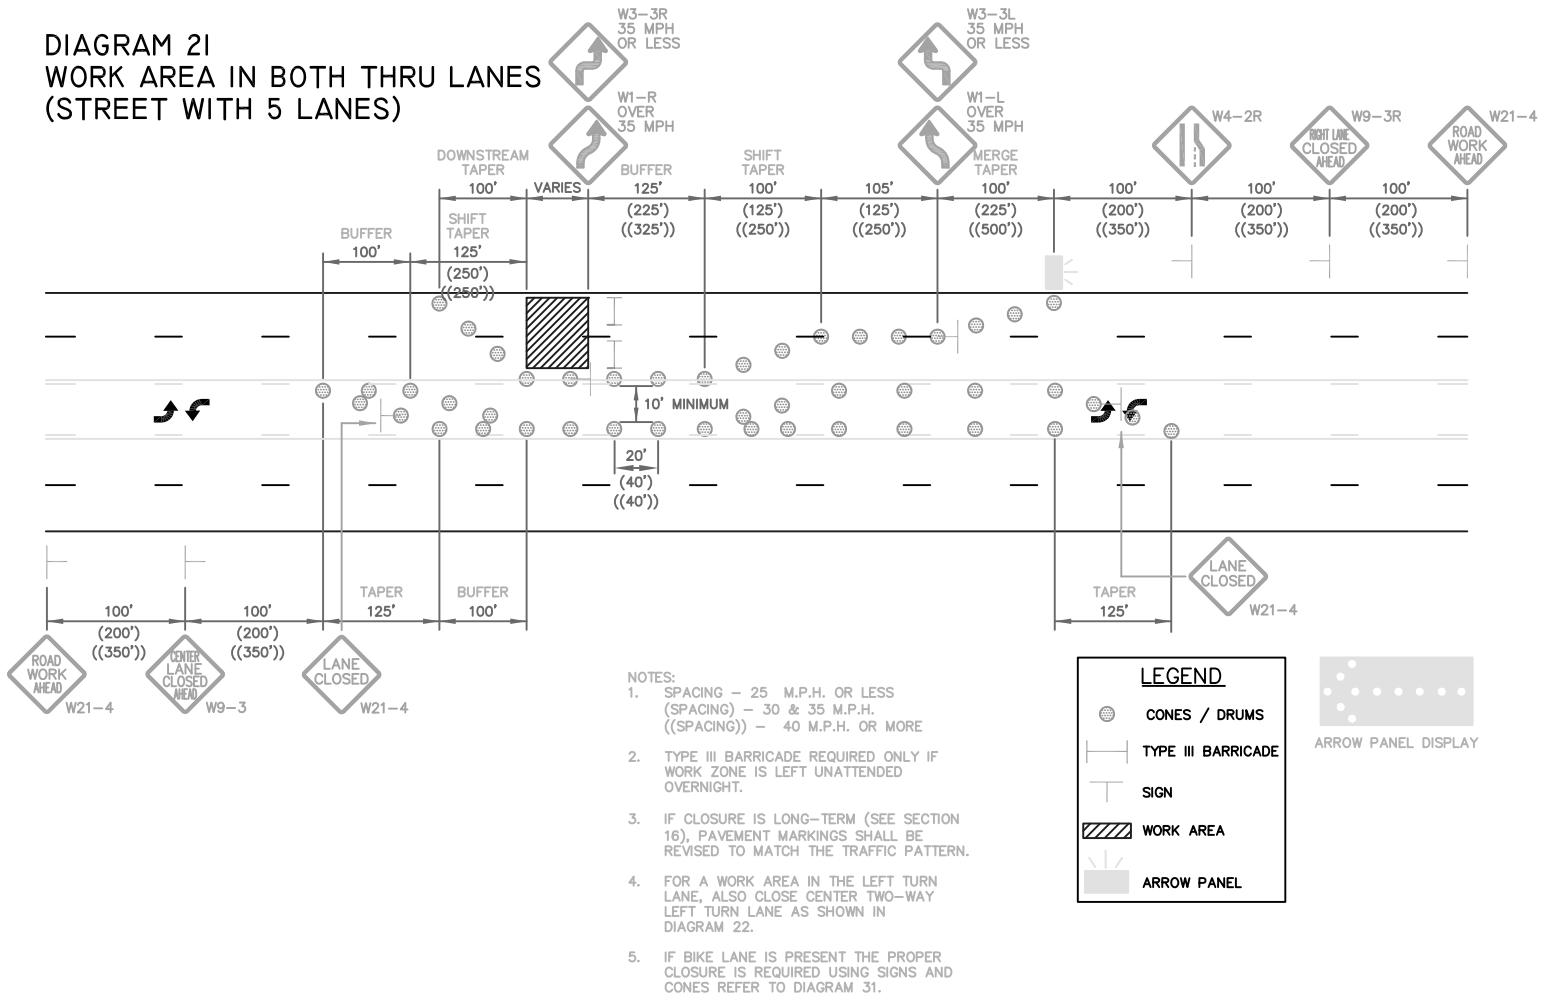 DIAGRAM 21
WORK AREA IN BOTH THRU LANES
(STREET WITH 5 LANES)
W3-3R
35 MPH
OR LESS
W1-R
OVER
35 MPH
W3-3L
35 MPH
OR LESS
W1-L
OVER
35 MPH
W4-2R
RIGHT LANE
CLOSED
AHEAD
W9-3R
ROAD
WORK
AHEAD
W21-4
DOWNSTREAM
TAPER
100'
VARIES
BUFFER
125'
(225')
((325'))
SHIFT
TAPER
100'
(125')
((250'))
105'
(125')
((250'))
MERGE
TAPER
100'
(225')
((500'))
100'
(200')
((350'))
100'
(200')
((350'))
100'
(200')
((350'))
BUFFER
100'
SHIFT
TAPER
125'
(250')
((250'))
10' MINIMUM
20'
(40')
((40'))
100'
(200')
((350'))
100'
(200')
((350'))
TAPER
125'
BUFFER
100'
TAPER
125'
LANE
CLOSED
W21-4
ROAD
WORK
AHEAD
W21-4
CENTER
LANE
CLOSED
AHEAD
W9-3
LANE
CLOSED
W21-4
NOTES:
1. SPACING - 25 M.P.H. OR LESS
(SPACING) - 30 & 35 M.P.H.
((SPACING)) - 40 M.P.H. OR MORE
2. TYPE III BARRICADE REQUIRED ONLY IF
WORK ZONE IS LEFT UNATTENDED
OVERNIGHT.
3. IF CLOSURE IS LONG-TERM (SEE SECTION
16), PAVEMENT MARKINGS SHALL BE
REVISED TO MATCH THE TRAFFIC PATTERN.
4. FOR A WORK AREA IN THE LEFT TURN
LANE, ALSO CLOSE CENTER TWO-WAY
LEFT TURN LANE AS SHOWN IN
DIAGRAM 22.
5. IF BIKE LANE IS PRESENT THE PROPER
CLOSURE IS REQUIRED USING SIGNS AND
CONES REFER TO DIAGRAM 31.
LEGEND
CONES / DRUMS
TYPE III BARRICADE
SIGN
WORK AREA
ARROW PANEL
ARROW PANEL DISPLAY